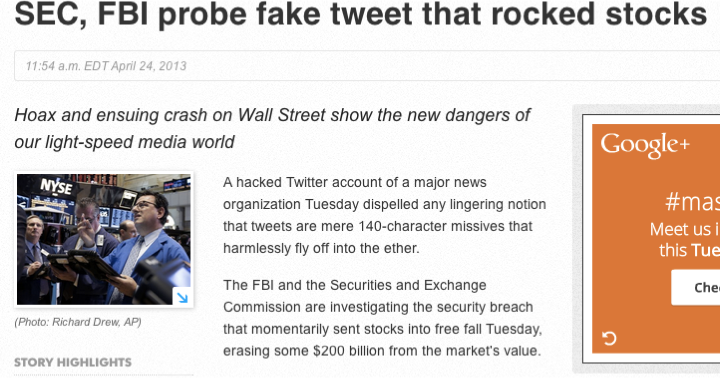 SEC, FBI probe fake tweet that rocked stocks
11:54 a.m. EDT April 24, 2013
Hoax and ensuing crash on Wall Street show the new dangers of
our light-speed media world
NYSE
(Photo: Richard Drew, AP)
STORY HIGHLIGHTS
A hacked Twitter account of a major news
organization Tuesday dispelled any lingering notion
that tweets are mere 140-character missives that
harmlessly fly off into the ether.
The FBI and the Securities and Exchange
Commission are investigating the security breach
that momentarily sent stocks into free fall Tuesday,
erasing some $200 billion from the market's value.
Google+
#mas
Meet us i
this Tue
Chec